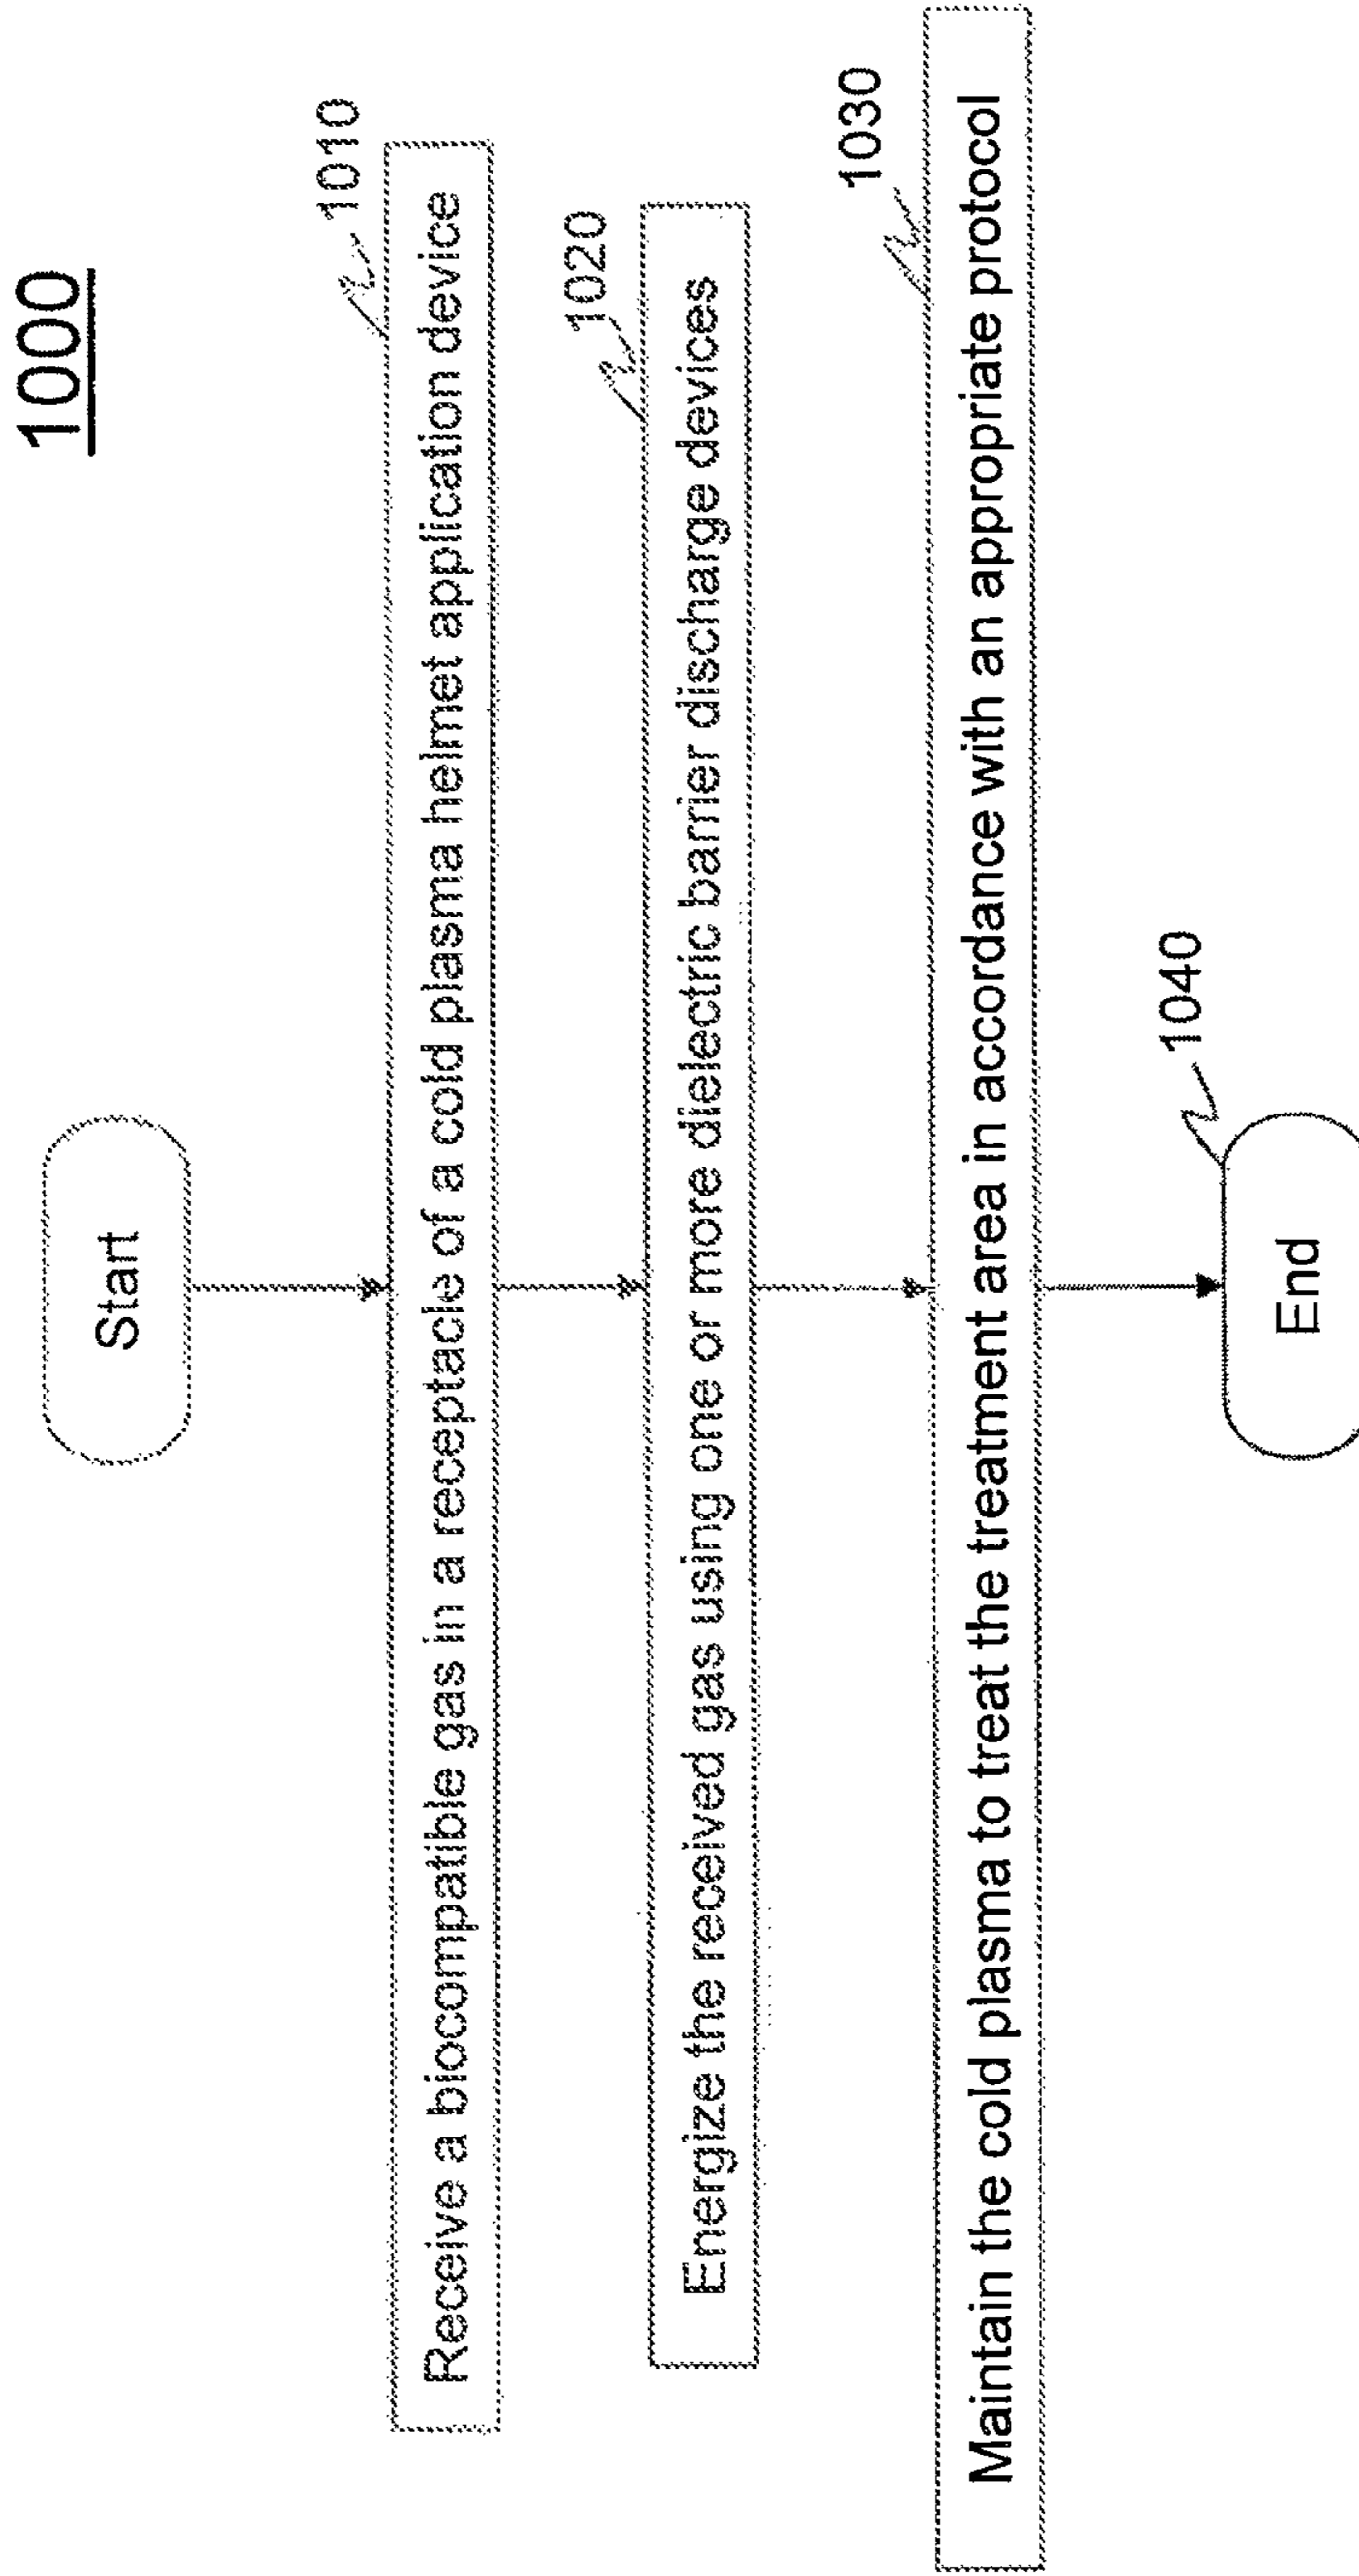 1000
Start
1010
Receive a biocompatible gas in a receptacle of a cold plasma helmet application device
1020
Energize the received gas using one or more dielectric barrier discharge devices
1030
Maintain the cold plasma to treat the treatment area in accordance with an appropriate protocol
1040
End